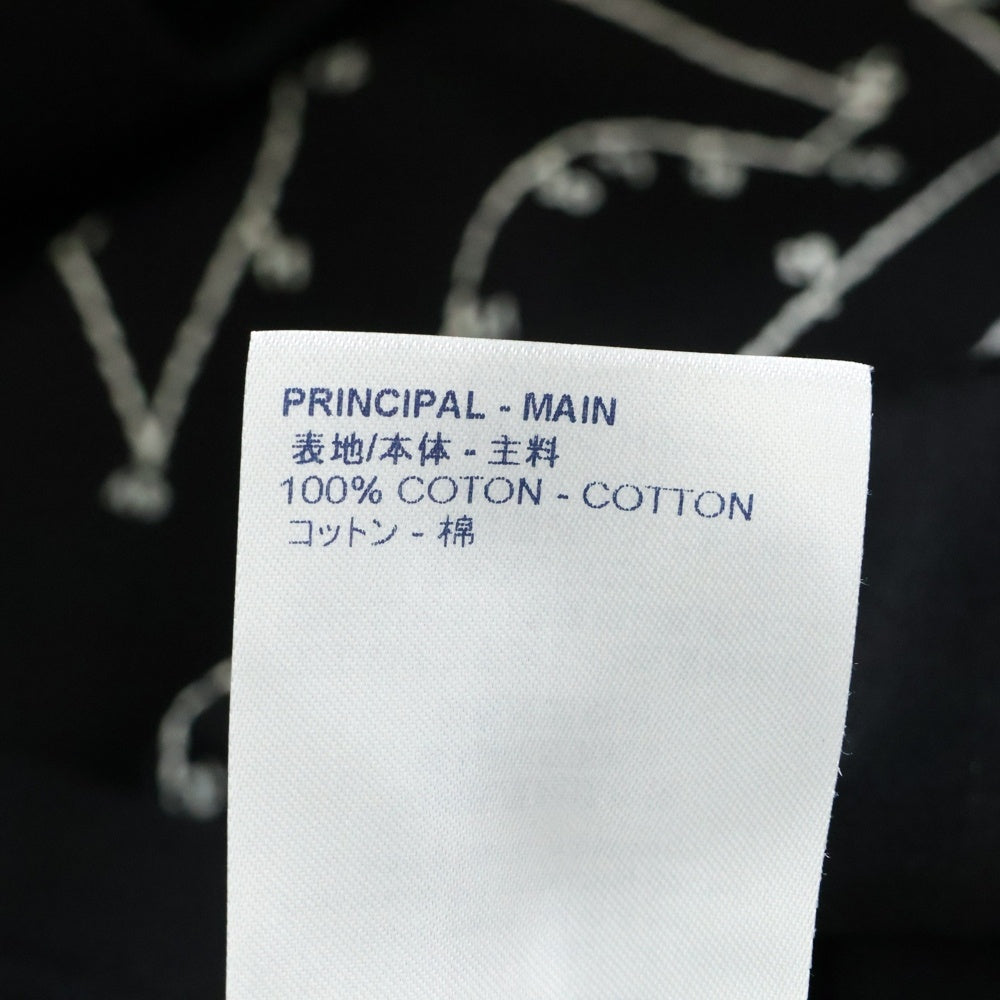 PRINCIPAL - MAIN
表地/本体 - 主料
100% COTON - COTTON
コットン - 棉